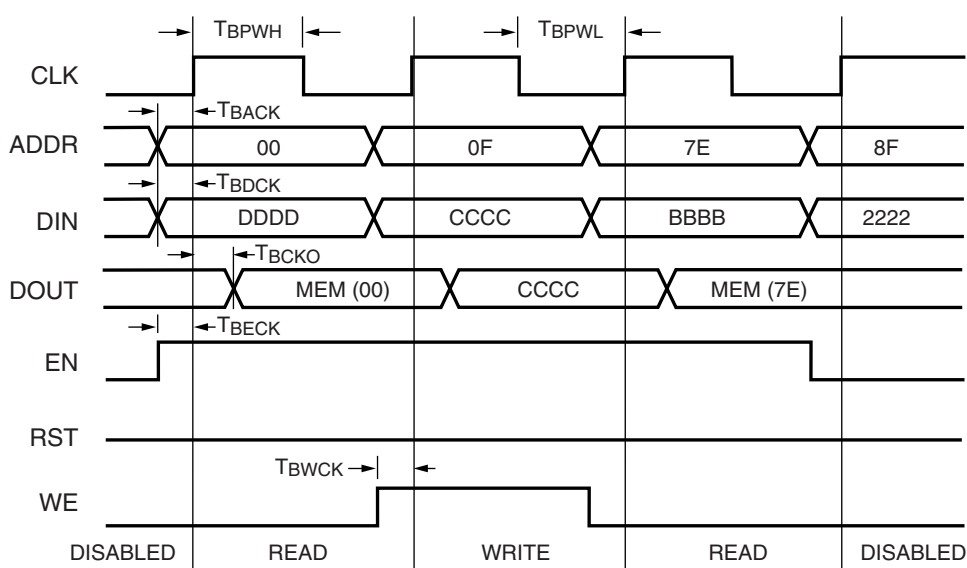 TBPWH TBPWL
CLK
TBACK
ADDR 00 0F 7E 8F
TBDCK
DIN DDDD CCCC BBBB 2222
TBCKO
DOUT MEM (00) CCCC MEM (7E)
TBECK
EN
RST
TBWCK
WE
DISABLED READ WRITE READ DISABLED